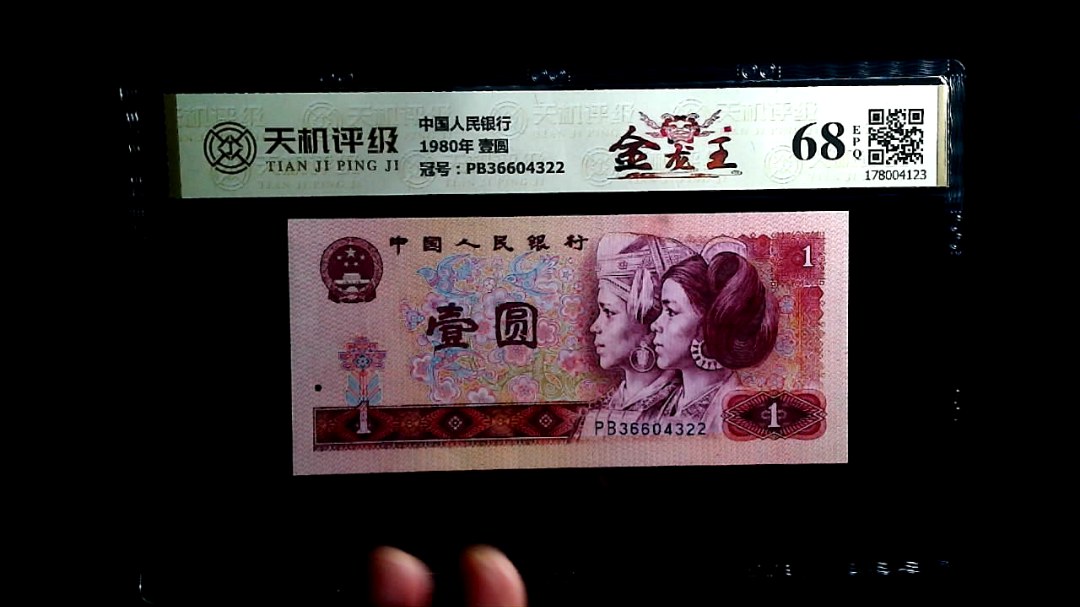 天机评级
TIAN JI PING JI
中国人民银行
1980年 壹圆
冠号：PB36604322
金龙王
68
EPQ
178004123
中国人民银行
1
壹圆
1
PB36604322
1